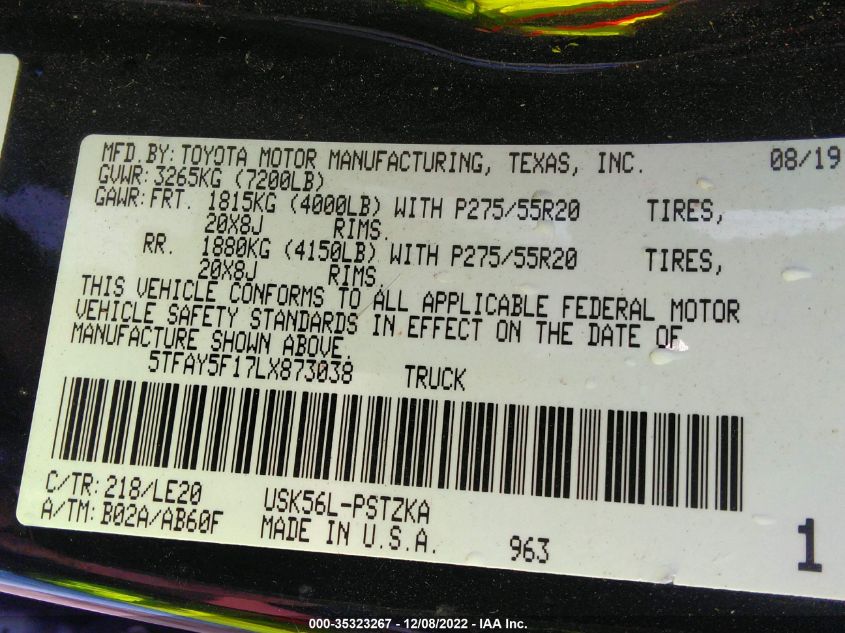 MFD.BY:TOYOTA MOTOR MANUFACTURING, TEXAS, INC. 08/19
GVWR:3265KG (7200LB)
GAWR:FRT. 1815KG (4000LB) WITH P275/55R20 TIRES,
20X8J RIMS.
RR. 1880KG (4150LB) WITH P275/55R20 TIRES,
20X8J RIMS.
THIS VEHICLE CONFORMS TO ALL APPLICABLE FEDERAL MOTOR
VEHICLE SAFETY STANDARDS IN EFFECT ON THE DATE OF
MANUFACTURE SHOWN ABOVE.
5TFAY5F17LX873038 TRUCK
C/TR:218/LE20 USK56L-PSTZKA
A/TM:B02A/AB60F MADE IN U.S.A. 963 1
000-35323267 - 12/08/2022 - IAA Inc.